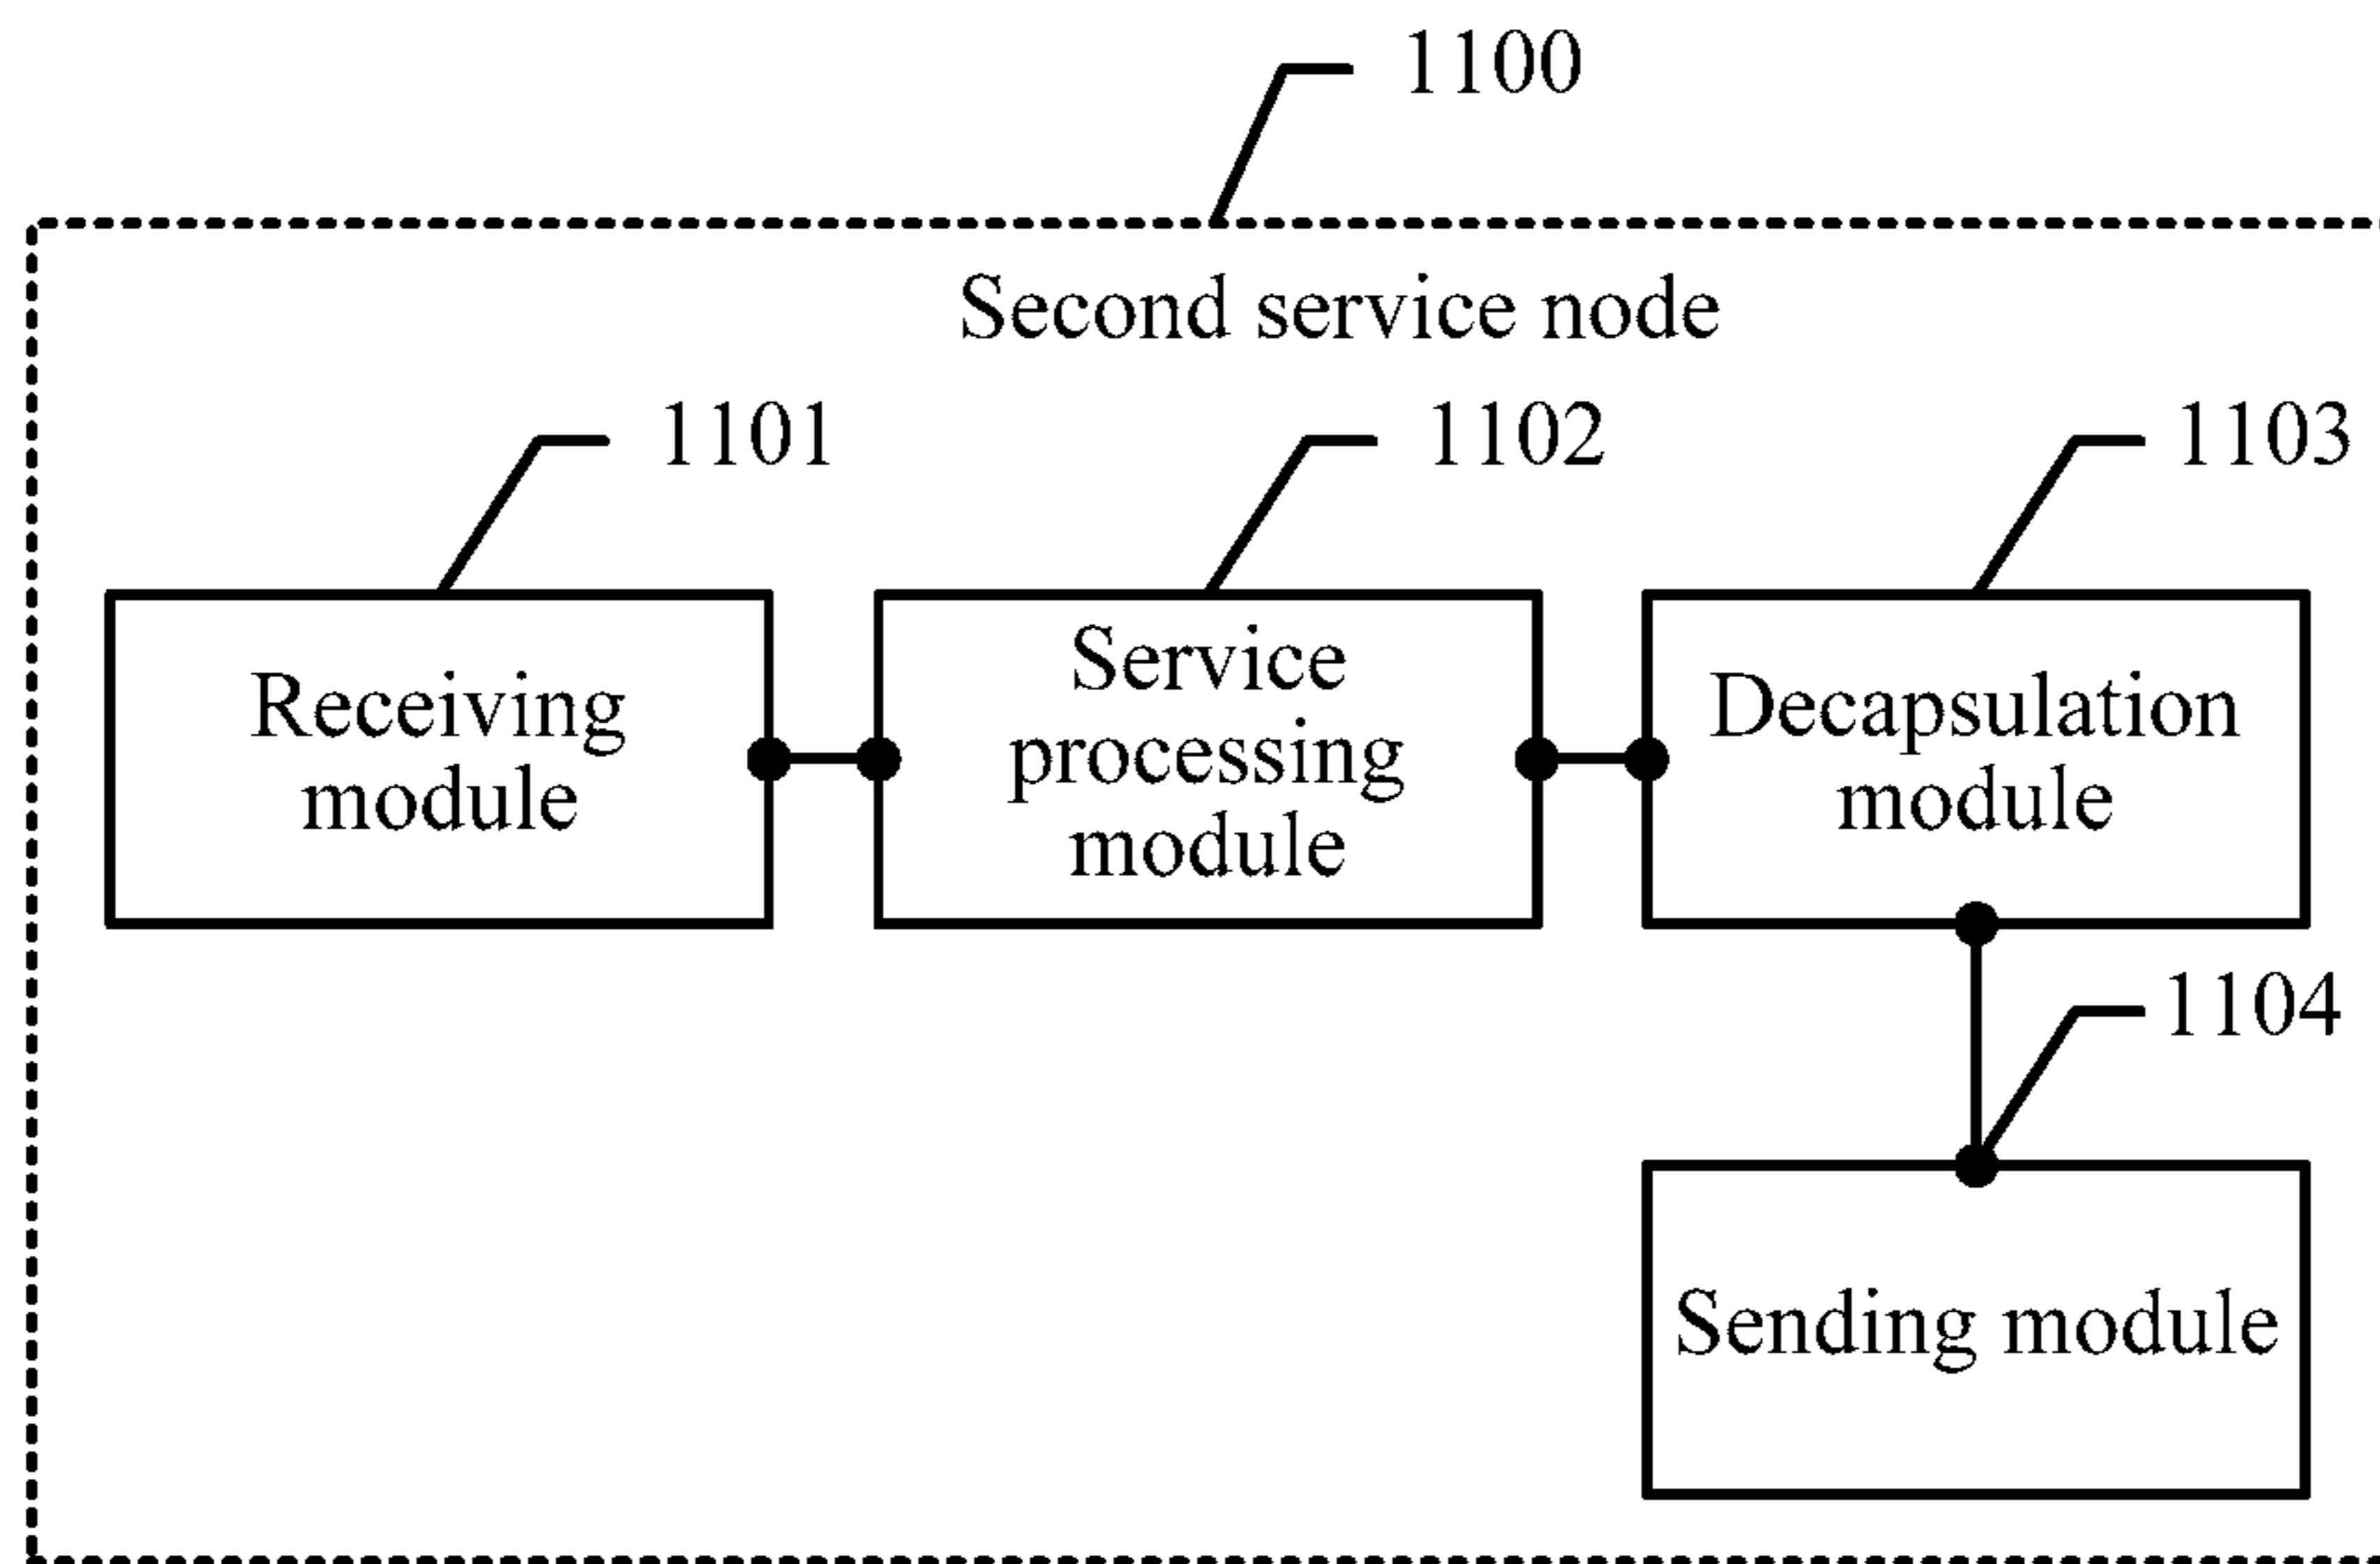 1100
Second service node
1101
1102
1103
Receiving
module
Service
processing
module
Decapsulation
module
1104
Sending module